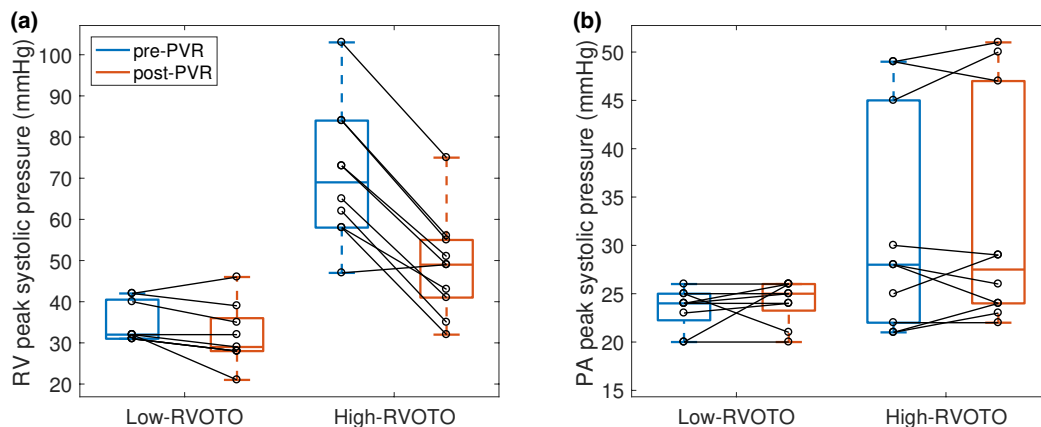 (a)
RV peak systolic pressure (mmHg)
100
90
80
70
60
50
40
30
20
pre-PVR
post-PVR
Low-RVOTO
High-RVOTO
(b)
PA peak systolic pressure (mmHg)
50
45
40
35
30
25
20
15
Low-RVOTO
High-RVOTO